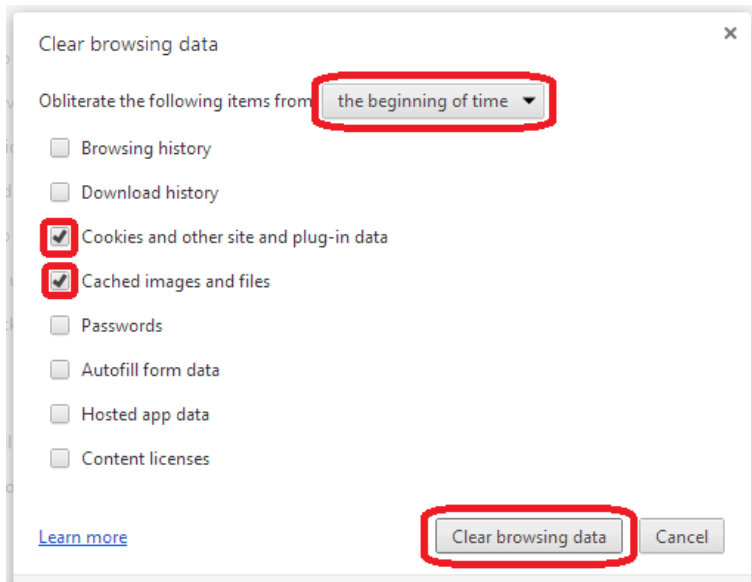 Clear browsing data
Obliterate the following items from the beginning of time
Browsing history
Download history
Cookies and other site and plug-in data
Cached images and files
Passwords
Autofill form data
Hosted app data
Content licenses
Learn more Clear browsing data Cancel